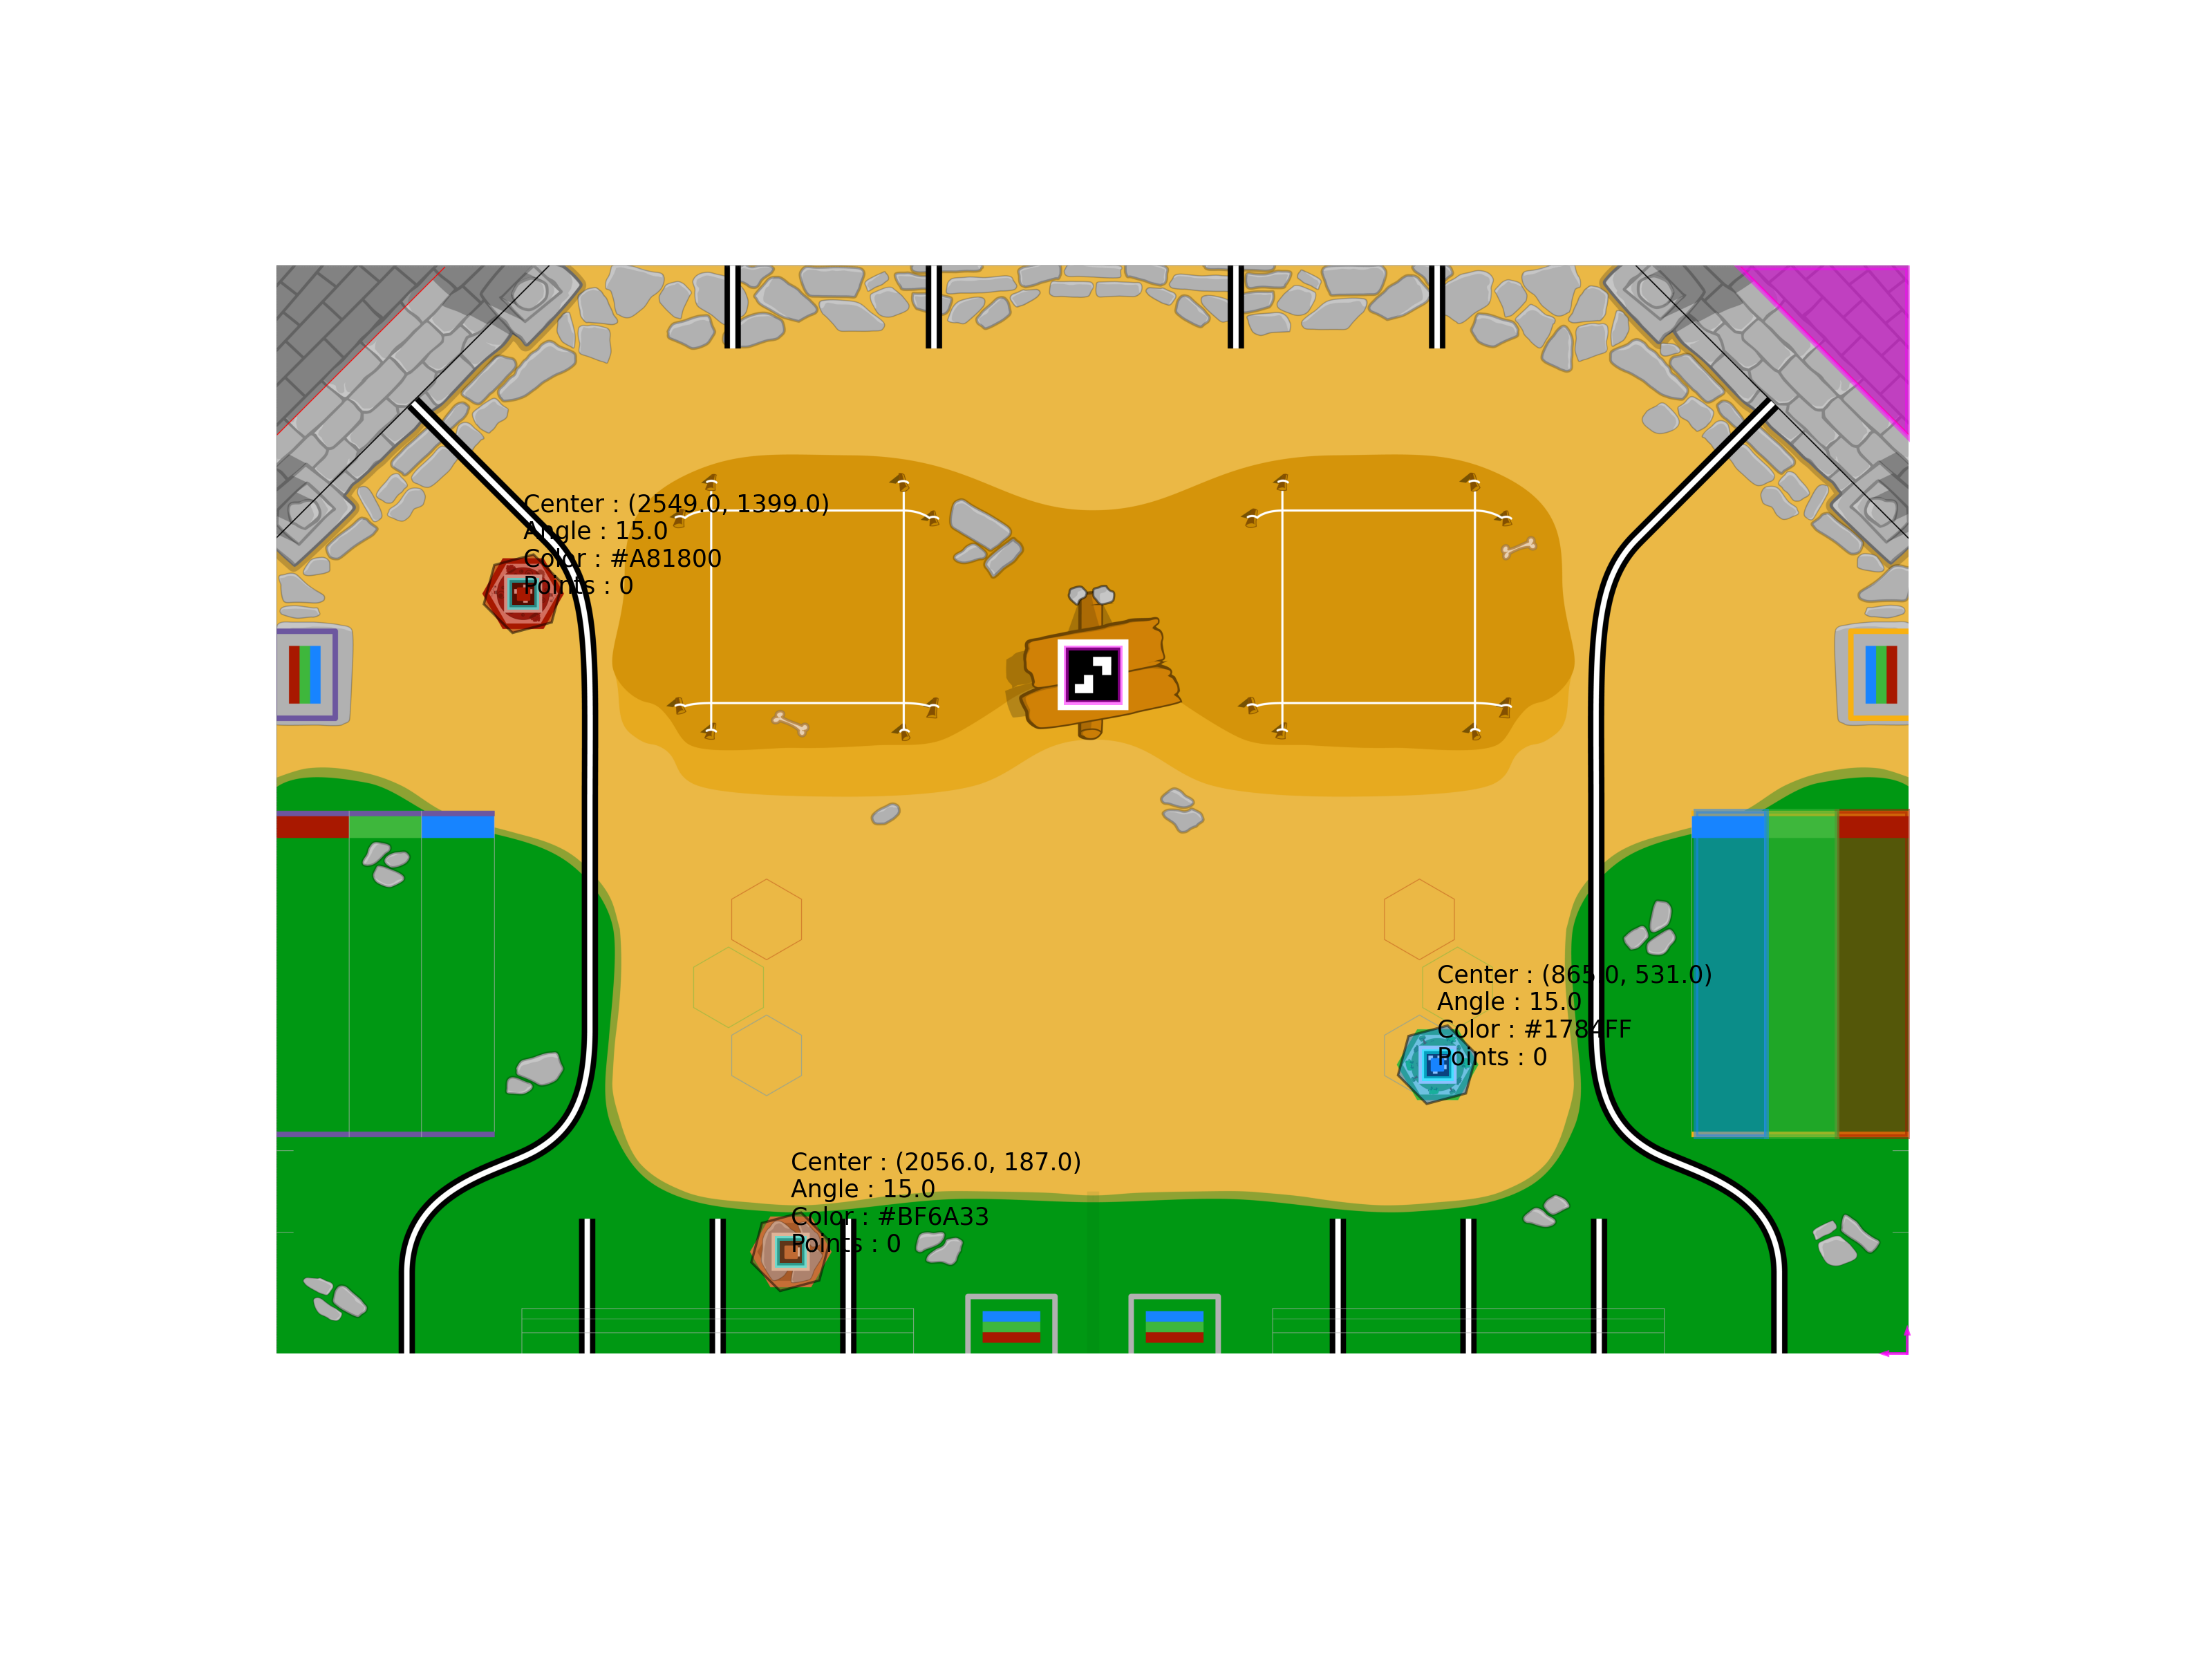 Center : (2549.0, 1399.0)
Angle : 15.0
Color : #A81800
Points : 0
Center : (865.0, 531.0)
Angle : 15.0
Color : #1784FF
Points : 0
Center : (2056.0, 187.0)
Angle : 15.0
Color : #BF6A33
Points : 0